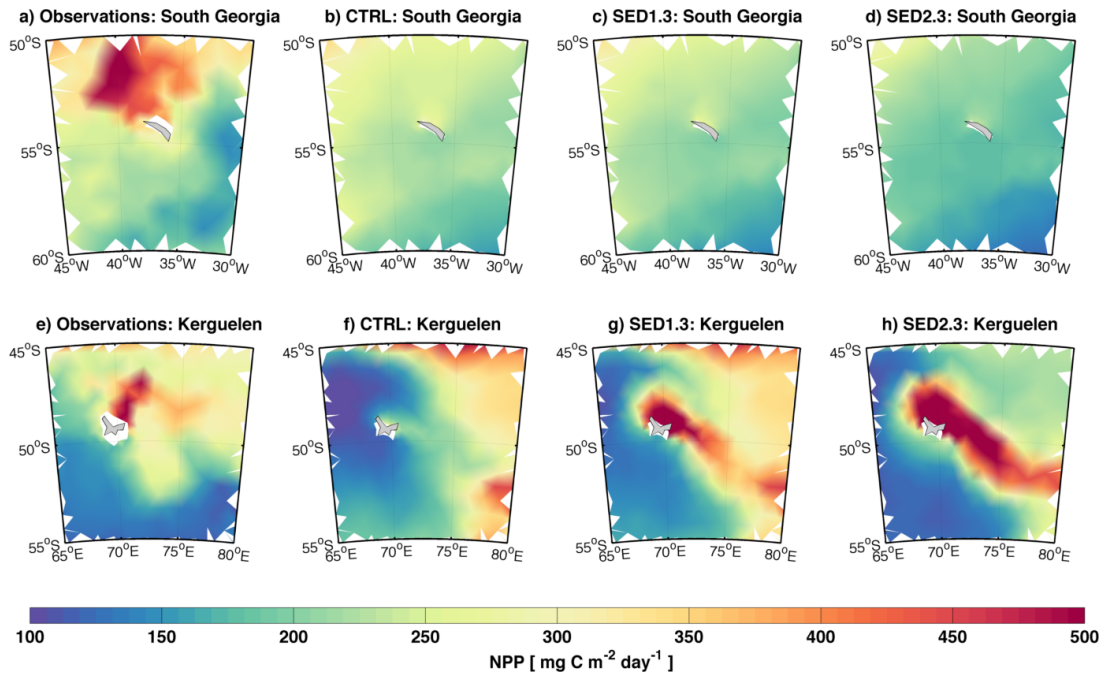 a) Observations: South Georgia
b) CTRL: South Georgia
c) SED1.3: South Georgia
d) SED2.3: South Georgia
50°S
50°S
50°S
50°S
55°S
55°S
55°S
55°S
60°S
60°S
60°S
60°S
45°W
40°W
35°W
30°W
45°W
40°W
35°W
30°W
45°W
40°W
35°W
30°W
45°W
40°W
35°W
30°W
e) Observations: Kerguelen
f) CTRL: Kerguelen
g) SED1.3: Kerguelen
h) SED2.3: Kerguelen
45°S
45°S
45°S
45°S
50°S
50°S
50°S
50°S
55°S
55°S
55°S
55°S
65°E
70°E
75°E
80°E
65°E
70°E
75°E
80°E
65°E
70°E
75°E
80°E
65°E
70°E
75°E
80°E
100 150 200 250 300 350 400 450 500
NPP [ mg C m⁻² day⁻¹ ]